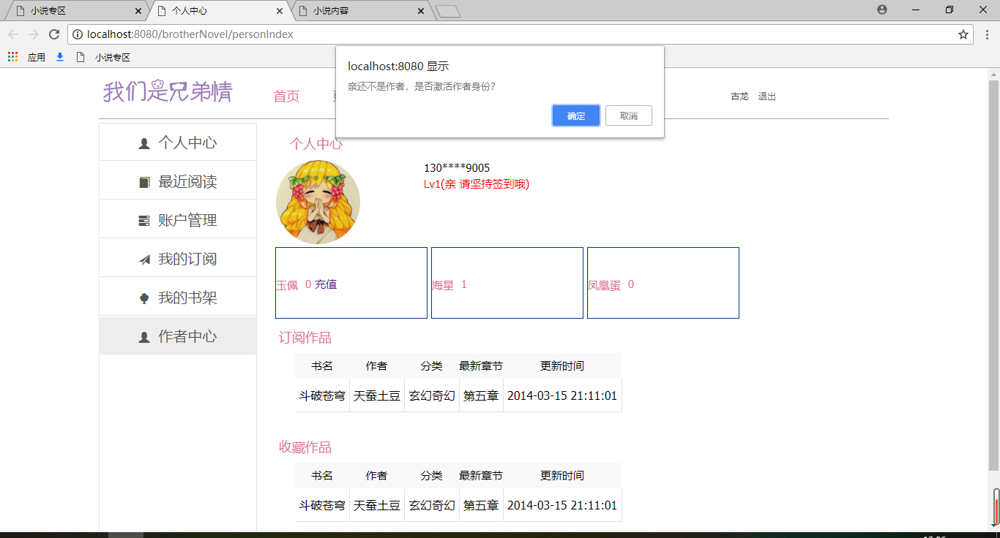 小说专区
个人中心
小说内容
localhost:8080/brotherNovel/personIndex
应用
小说专区
localhost:8080 显示
亲还不是作者，是否激活作者身份?
确定
取消
我们是兄弟情
首页
古龙 退出
个人中心
最近阅读
账户管理
我的订阅
我的书架
作者中心
个人中心
130****9005
Lv1(亲 请坚持签到哦)
玉佩 0 充值
海星 1
凤凰蛋 0
订阅作品
书名 作者 分类 最新章节 更新时间
斗破苍穹 天蚕土豆 玄幻奇幻 第五章 2014-03-15 21:11:01
收藏作品
书名 作者 分类 最新章节 更新时间
斗破苍穹 天蚕土豆 玄幻奇幻 第五章 2014-03-15 21:11:01